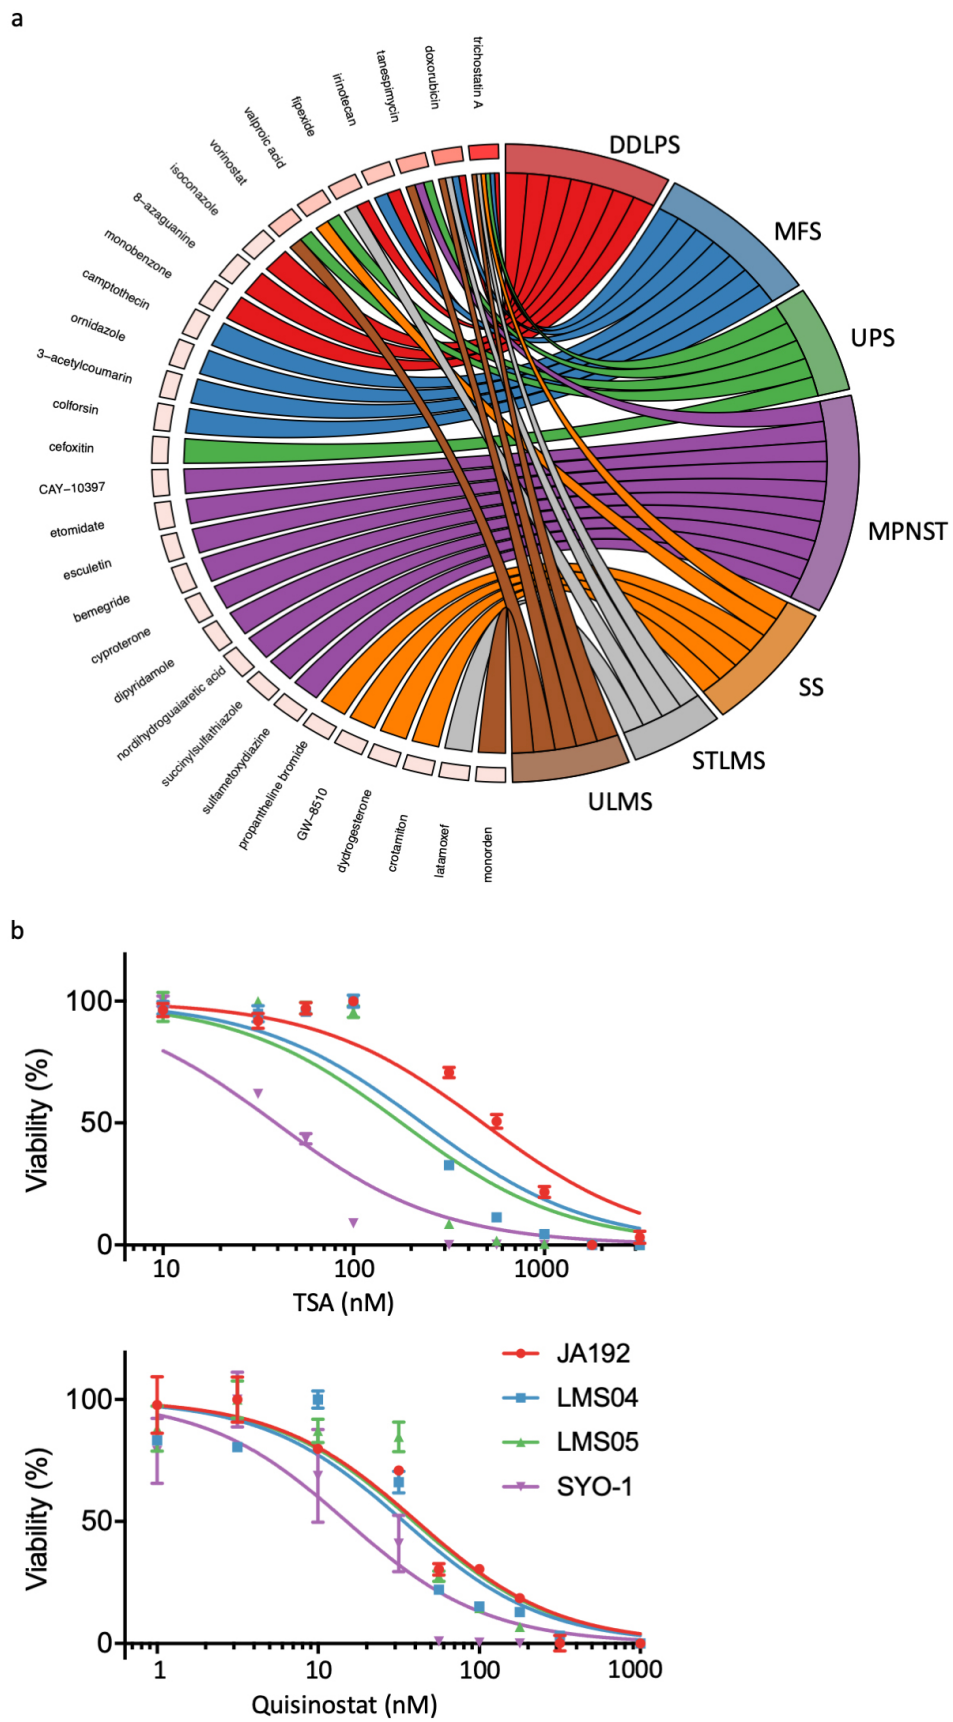 a
trichostatin A
doxorubicin
tanespimycin
irinotecan
fipexide
valproic acid
vorinostat
isoconazole
8−azaguanine
monobenzone
camptothecin
ornidazole
3−acetylcoumarin
colforsin
cefoxitin
CAY−10397
etomidate
esculetin
bemegride
cyproterone
dipyridamole
nordihydroguaiaretic acid
succinylsulfathiazole
sulfametoxydiazine
propantheline bromide
GW−8510
dydrogesterone
crotamiton
latamoxef
monorden
DDLPS
MFS
UPS
MPNST
SS
STLMS
ULMS
b
Viability (%)
100
50
0
10
100
1000
TSA (nM)
Viability (%)
100
50
0
1
10
100
1000
Quisinostat (nM)
JA192
LMS04
LMS05
SYO-1